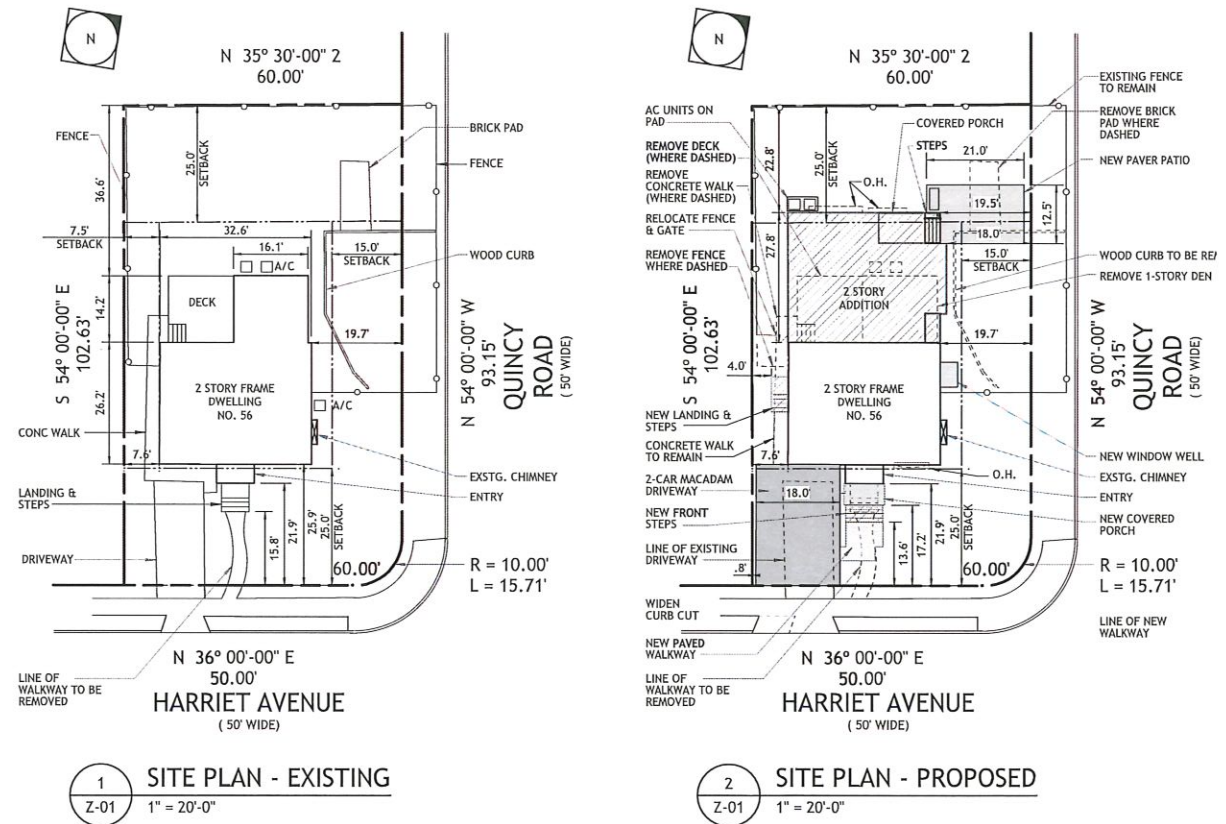 N
N 35° 30'-00" 2
60.00'
FENCE
36.6'
25.0'
SETBACK
BRICK PAD
FENCE
7.5'
SETBACK
32.6'
16.1'
15.0'
SETBACK
WOOD CURB
A/C
DECK
14.2'
S 54° 00'-00" E
102.63'
19.7'
N 54° 00'-00" W
93.15'
QUINCY
ROAD
( 50' WIDE)
2 STORY FRAME
DWELLING
NO. 56
A/C
26.2'
CONC WALK
7.6'
EXSTG. CHIMNEY
ENTRY
LANDING &
STEPS
15.8'
21.9'
25.9'
25.0'
SETBACK
DRIVEWAY
60.00'
R = 10.00'
L = 15.71'
N 36° 00'-00" E
50.00'
LINE OF
WALKWAY TO BE
REMOVED
HARRIET AVENUE
( 50' WIDE)
1
Z-01
SITE PLAN - EXISTING
1" = 20'-0"
N
N 35° 30'-00" 2
60.00'
EXISTING FENCE
TO REMAIN
AC UNITS ON
PAD
COVERED PORCH
REMOVE BRICK
PAD WHERE
DASHED
REMOVE DECK
(WHERE DASHED)
22.8'
25.0'
SETBACK
STEPS
21.0'
NEW PAVER PATIO
REMOVE
CONCRETE WALK
(WHERE DASHED)
O.H.
19.5'
12.5'
RELOCATE FENCE
& GATE
27.8'
18.0'
15.0'
SETBACK
REMOVE FENCE
WHERE DASHED
WOOD CURB TO BE REM
REMOVE 1-STORY DEN
2 STORY
ADDITION
S 54° 00'-00" E
102.63'
19.7'
N 54° 00'-00" W
93.15'
QUINCY
ROAD
( 50' WIDE)
4.0'
2 STORY FRAME
DWELLING
NO. 56
NEW LANDING &
STEPS
CONCRETE WALK
TO REMAIN
7.6'
NEW WINDOW WELL
O.H.
EXSTG. CHIMNEY
2-CAR MACADAM
DRIVEWAY
18.0'
ENTRY
NEW FRONT
STEPS
NEW COVERED
PORCH
LINE OF EXISTING
DRIVEWAY
13.6'
17.2'
21.9'
25.0'
SETBACK
.8'
60.00'
R = 10.00'
L = 15.71'
WIDEN
CURB CUT
LINE OF NEW
WALKWAY
NEW PAVED
WALKWAY
N 36° 00'-00" E
50.00'
LINE OF
WALKWAY TO BE
REMOVED
HARRIET AVENUE
( 50' WIDE)
2
Z-01
SITE PLAN - PROPOSED
1" = 20'-0"